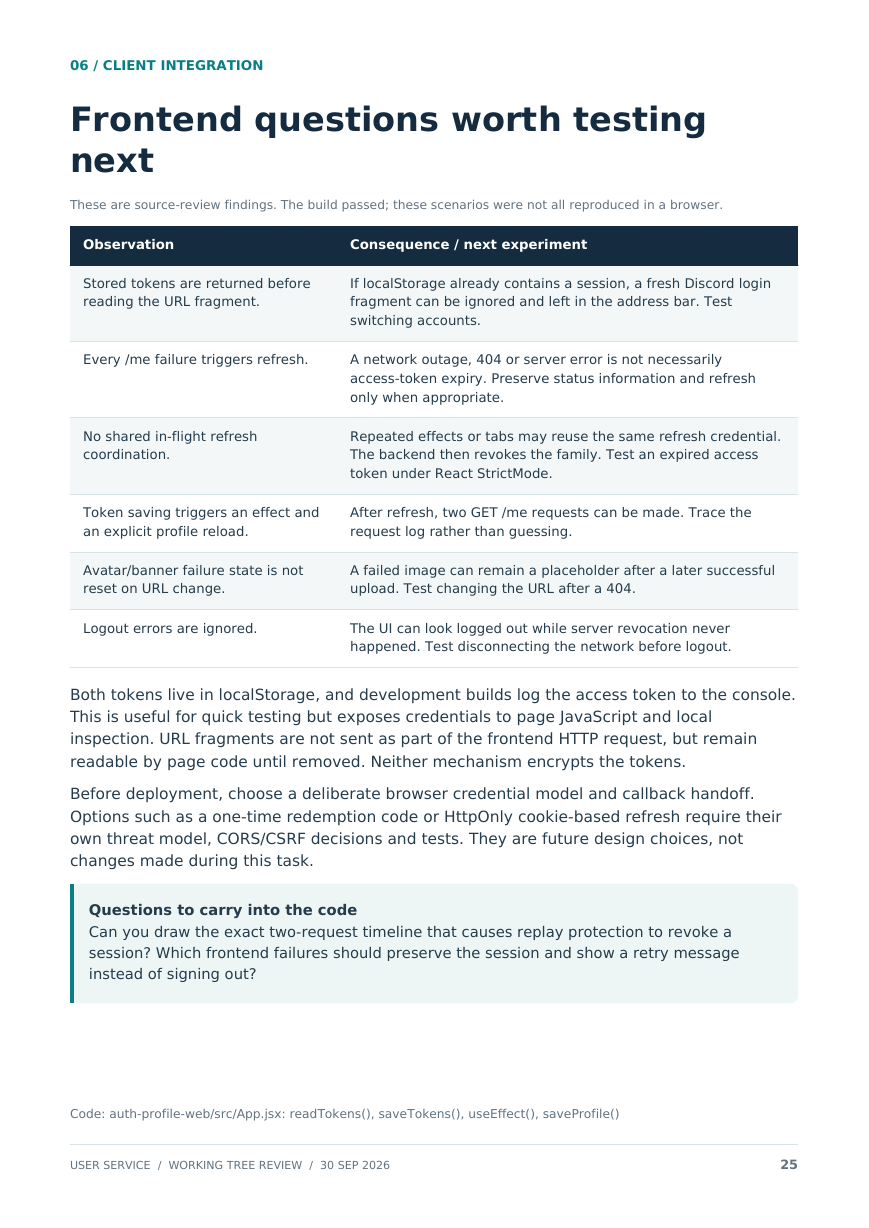 06 / CLIENT INTEGRATION
Frontend questions worth testing
next
These are source-review findings. The build passed; these scenarios were not all reproduced in a browser.
Observation
Consequence / next experiment
Stored tokens are returned before
reading the URL fragment.
If localStorage already contains a session, a fresh Discord login
fragment can be ignored and left in the address bar. Test
switching accounts.
Every /me failure triggers refresh.
A network outage, 404 or server error is not necessarily
access-token expiry. Preserve status information and refresh
only when appropriate.
No shared in-flight refresh
coordination.
Repeated effects or tabs may reuse the same refresh credential.
The backend then revokes the family. Test an expired access
token under React StrictMode.
Token saving triggers an effect and
an explicit profile reload.
After refresh, two GET /me requests can be made. Trace the
request log rather than guessing.
Avatar/banner failure state is not
reset on URL change.
A failed image can remain a placeholder after a later successful
upload. Test changing the URL after a 404.
Logout errors are ignored.
The UI can look logged out while server revocation never
happened. Test disconnecting the network before logout.
Both tokens live in localStorage, and development builds log the access token to the console.
This is useful for quick testing but exposes credentials to page JavaScript and local
inspection. URL fragments are not sent as part of the frontend HTTP request, but remain
readable by page code until removed. Neither mechanism encrypts the tokens.
Before deployment, choose a deliberate browser credential model and callback handoff.
Options such as a one-time redemption code or HttpOnly cookie-based refresh require their
own threat model, CORS/CSRF decisions and tests. They are future design choices, not
changes made during this task.
Questions to carry into the code
Can you draw the exact two-request timeline that causes replay protection to revoke a
session? Which frontend failures should preserve the session and show a retry message
instead of signing out?
Code: auth-profile-web/src/App.jsx: readTokens(), saveTokens(), useEffect(), saveProfile()
USER SERVICE / WORKING TREE REVIEW / 30 SEP 2026
25